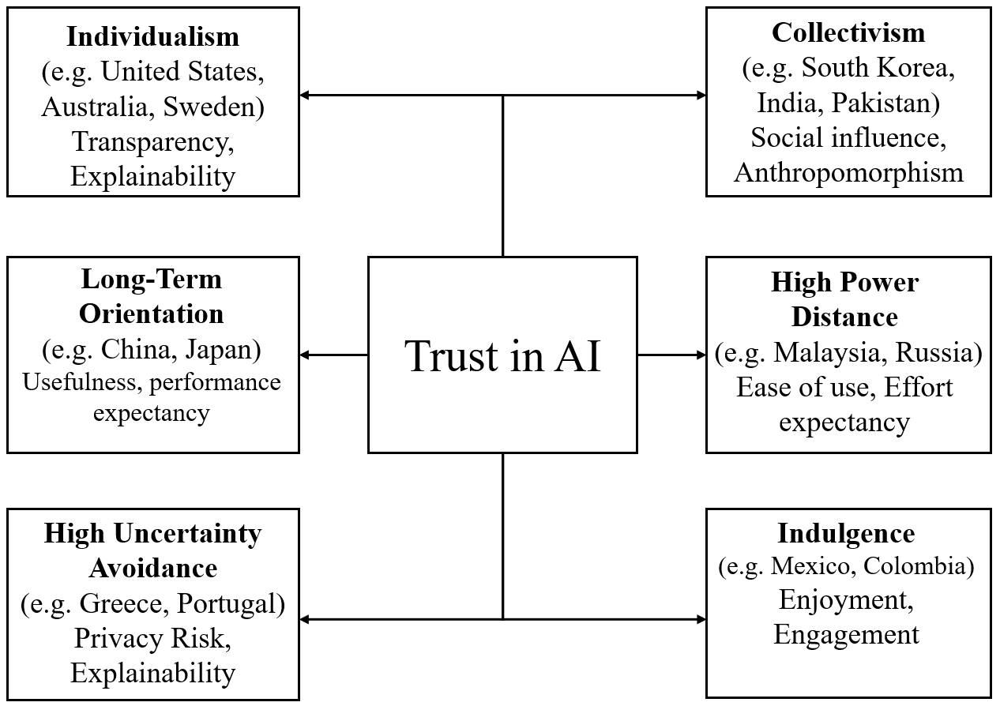 Individualism
(e.g. United States,
Australia, Sweden)
Transparency,
Explainability
Collectivism
(e.g. South Korea,
India, Pakistan)
Social influence,
Anthropomorphism
Long-Term
Orientation
(e.g. China, Japan)
Usefulness, performance
expectancy
Trust in AI
High Power
Distance
(e.g. Malaysia, Russia)
Ease of use, Effort
expectancy
High Uncertainty
Avoidance
(e.g. Greece, Portugal)
Privacy Risk,
Explainability
Indulgence
(e.g. Mexico, Colombia)
Enjoyment,
Engagement